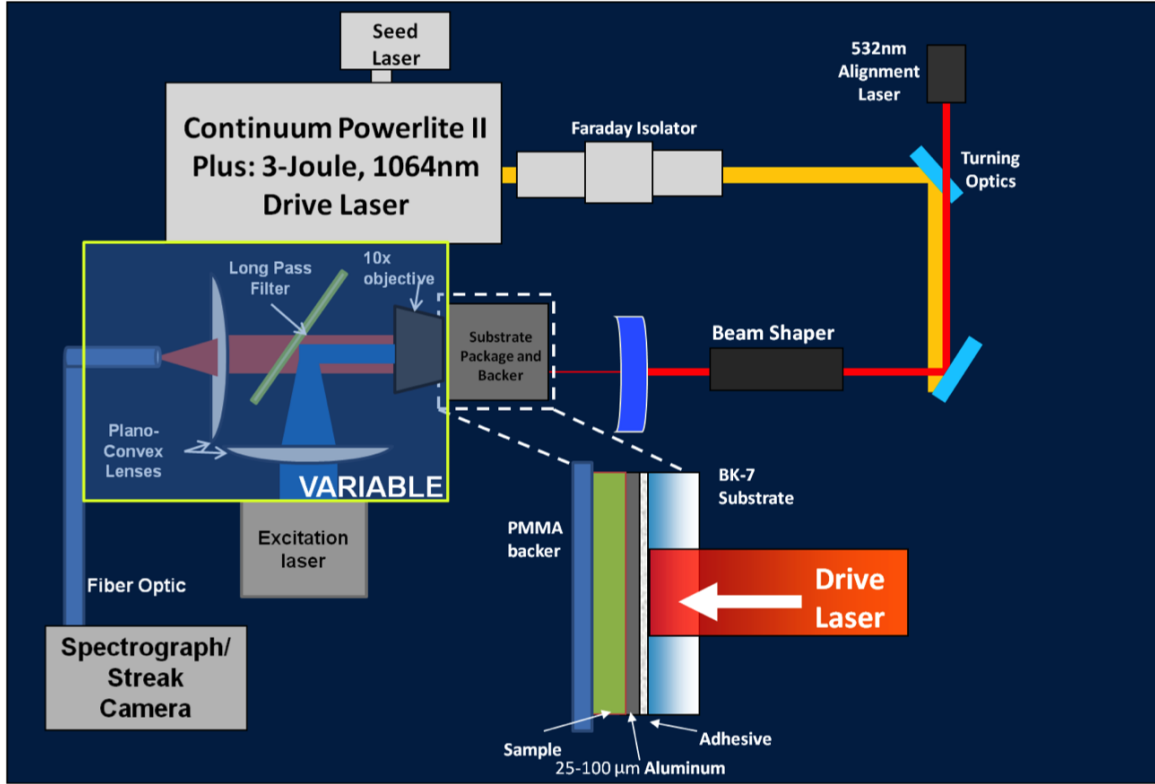 Seed
Laser
Continuum Powerlite II
Plus: 3-Joule, 1064nm
Drive Laser
Faraday Isolator
532nm
Alignment
Laser
Turning
Optics
Long Pass
Filter
10x
objective
Substrate
Package and
Backer
Beam Shaper
Plano-
Convex
Lenses
VARIABLE
Excitation
laser
Fiber Optic
Spectrograph/
Streak
Camera
PMMA
backer
BK-7
Substrate
Drive
Laser
Sample
Adhesive
25-100 µm Aluminum